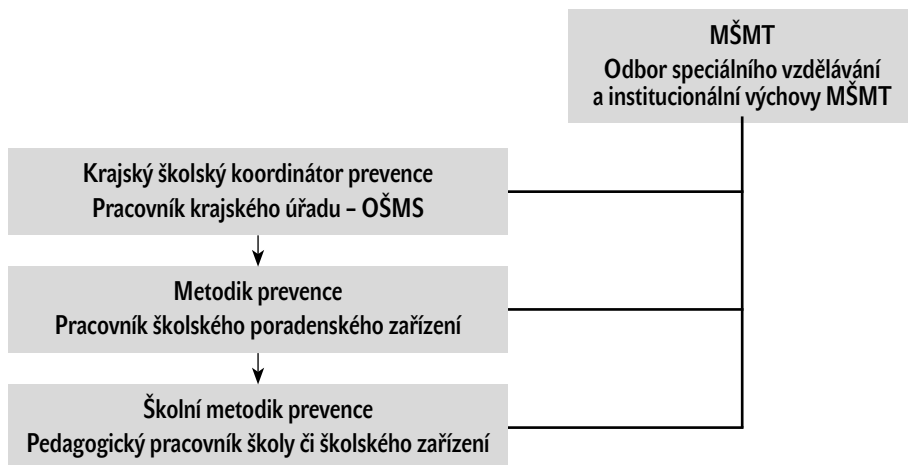 MŠMT
Odbor speciálního vzdělávání
a institucionální výchovy MŠMT
Krajský školský koordinátor prevence
Pracovník krajského úřadu – OŠMS
Metodik prevence
Pracovník školského poradenského zařízení
Školní metodik prevence
Pedagogický pracovník školy či školského zařízení